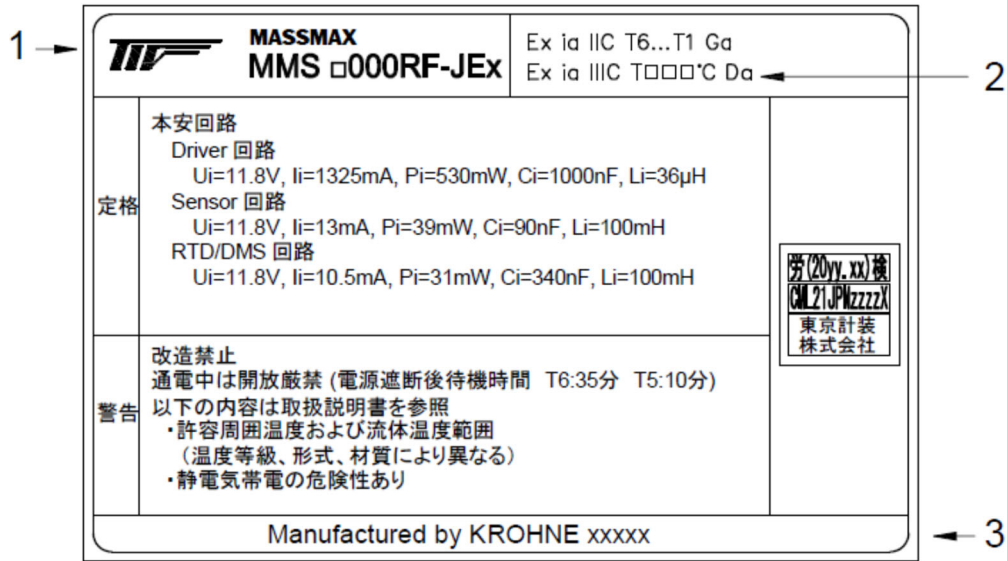 1
TIV
MASSMAX
MMS □000RF-JEx
Ex ia IIC T6...T1 Ga
Ex ia IIIC T□□□℃ Da
2
定格
本安回路
Driver 回路
Ui=11.8V, Ii=1325mA, Pi=530mW, Ci=1000nF, Li=36µH
Sensor 回路
Ui=11.8V, Ii=13mA, Pi=39mW, Ci=90nF, Li=100mH
RTD/DMS 回路
Ui=11.8V, Ii=10.5mA, Pi=31mW, Ci=340nF, Li=100mH
労(20yy.xx)検
CML21JPNzzzzX
東京計装
株式会社
警告
改造禁止
通電中は開放厳禁 (電源遮断後待機時間 T6:35分 T5:10分)
以下の内容は取扱説明書を参照
・許容周囲温度および流体温度範囲
（温度等級、形式、材質により異なる）
・静電気帯電の危険性あり
Manufactured by KROHNE xxxxx
3